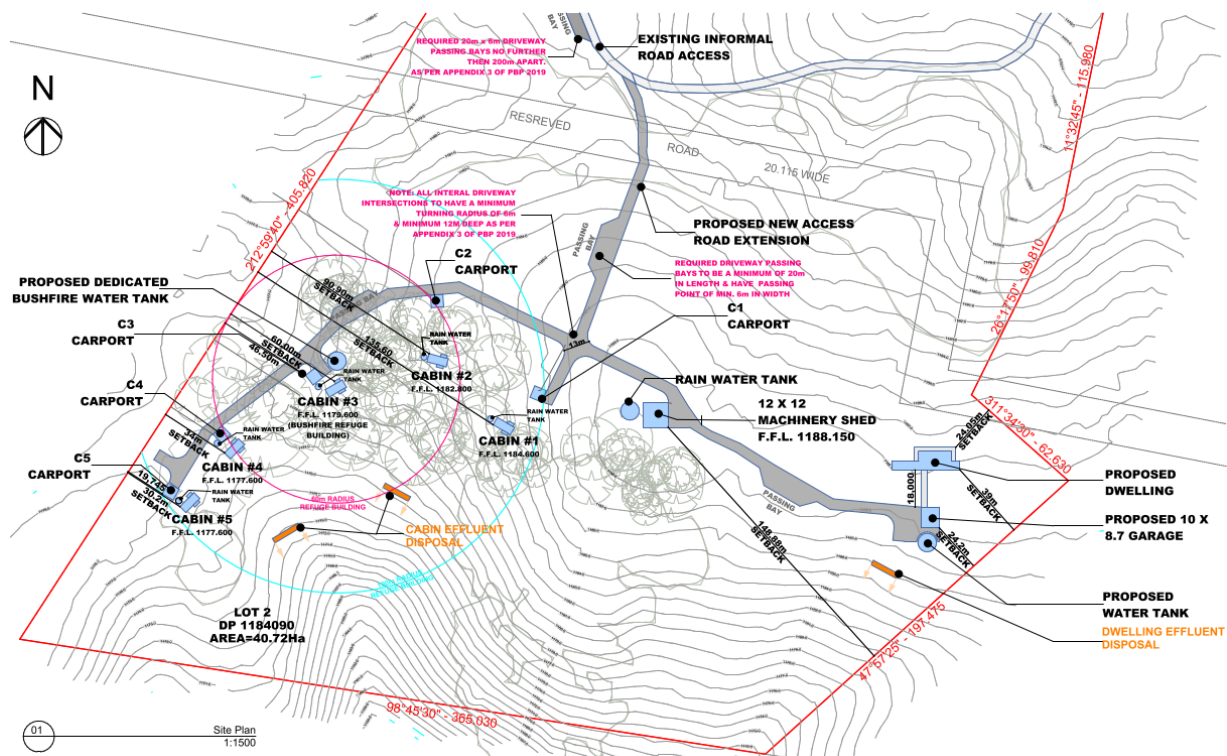 PASSING
BAY
REQUIRED 20m x 6m DRIVEWAY
PASSING BAYS NO FURTHER
THEN 200m APART.
AS PER APPENDIX 3 OF PBP 2019
EXISTING INFORMAL
ROAD ACCESS
N
RESREVED
ROAD
20.115 WIDE
11°32'45" - 115.980
212°59'40" - 405.820
NOTE: ALL INTERAL DRIVEWAY
INTERSECTIONS TO HAVE A MINIMUM
TURNING RADIUS OF 6m
& MINIMUM 12M DEEP AS PER
APPENDIX 3 OF PBP 2019
PROPOSED NEW ACCESS
ROAD EXTENSION
PASSING
BAY
REQUIRED DRIVEWAY PASSING
BAYS TO BE A MINIMUM OF 20m
IN LENGTH & HAVE PASSING
POINT OF MIN. 6m IN WIDTH
26°17'50" - 99.810
C2
CARPORT
PROPOSED DEDICATED
BUSHFIRE WATER TANK
PASSING BAY
SETBACK
135.60
SETBACK
C1
CARPORT
C3
CARPORT
60.00m
SETBACK
46.50m
RAIN WATER
TANK
RAIN WATER
TANK
CABIN #2
F.F.L. 1182.800
13m
RAIN WATER TANK
C4
CARPORT
CABIN #3
F.F.L. 1179.600
(BUSHFIRE REFUGE
BUILDING)
RAIN WATER
TANK
CABIN #1
F.F.L. 1184.600
12 X 12
MACHINERY SHED
F.F.L. 1188.150
311°34'30" - 62.630
34m
SETBACK
RAIN WATER
TANK
CABIN #4
F.F.L. 1177.600
24.05m
SETBACK
C5
CARPORT
19.745
30.2m
SETBACK
RAIN WATER
TANK
CABIN #5
F.F.L. 1177.600
60m RADIUS
REFUGE BUILDING
CABIN EFFLUENT
DISPOSAL
PASSING
BAY
18,000
39m
SETBACK
PROPOSED
DWELLING
PROPOSED 10 X
8.7 GARAGE
148.88m
SETBACK
24.2m
SETBACK
PROPOSED
WATER TANK
DWELLING EFFLUENT
DISPOSAL
LOT 2
DP 1184090
AREA=40.72Ha
47°57'25" - 197.475
98°45'30" - 365.030
01
Site Plan
1:1500